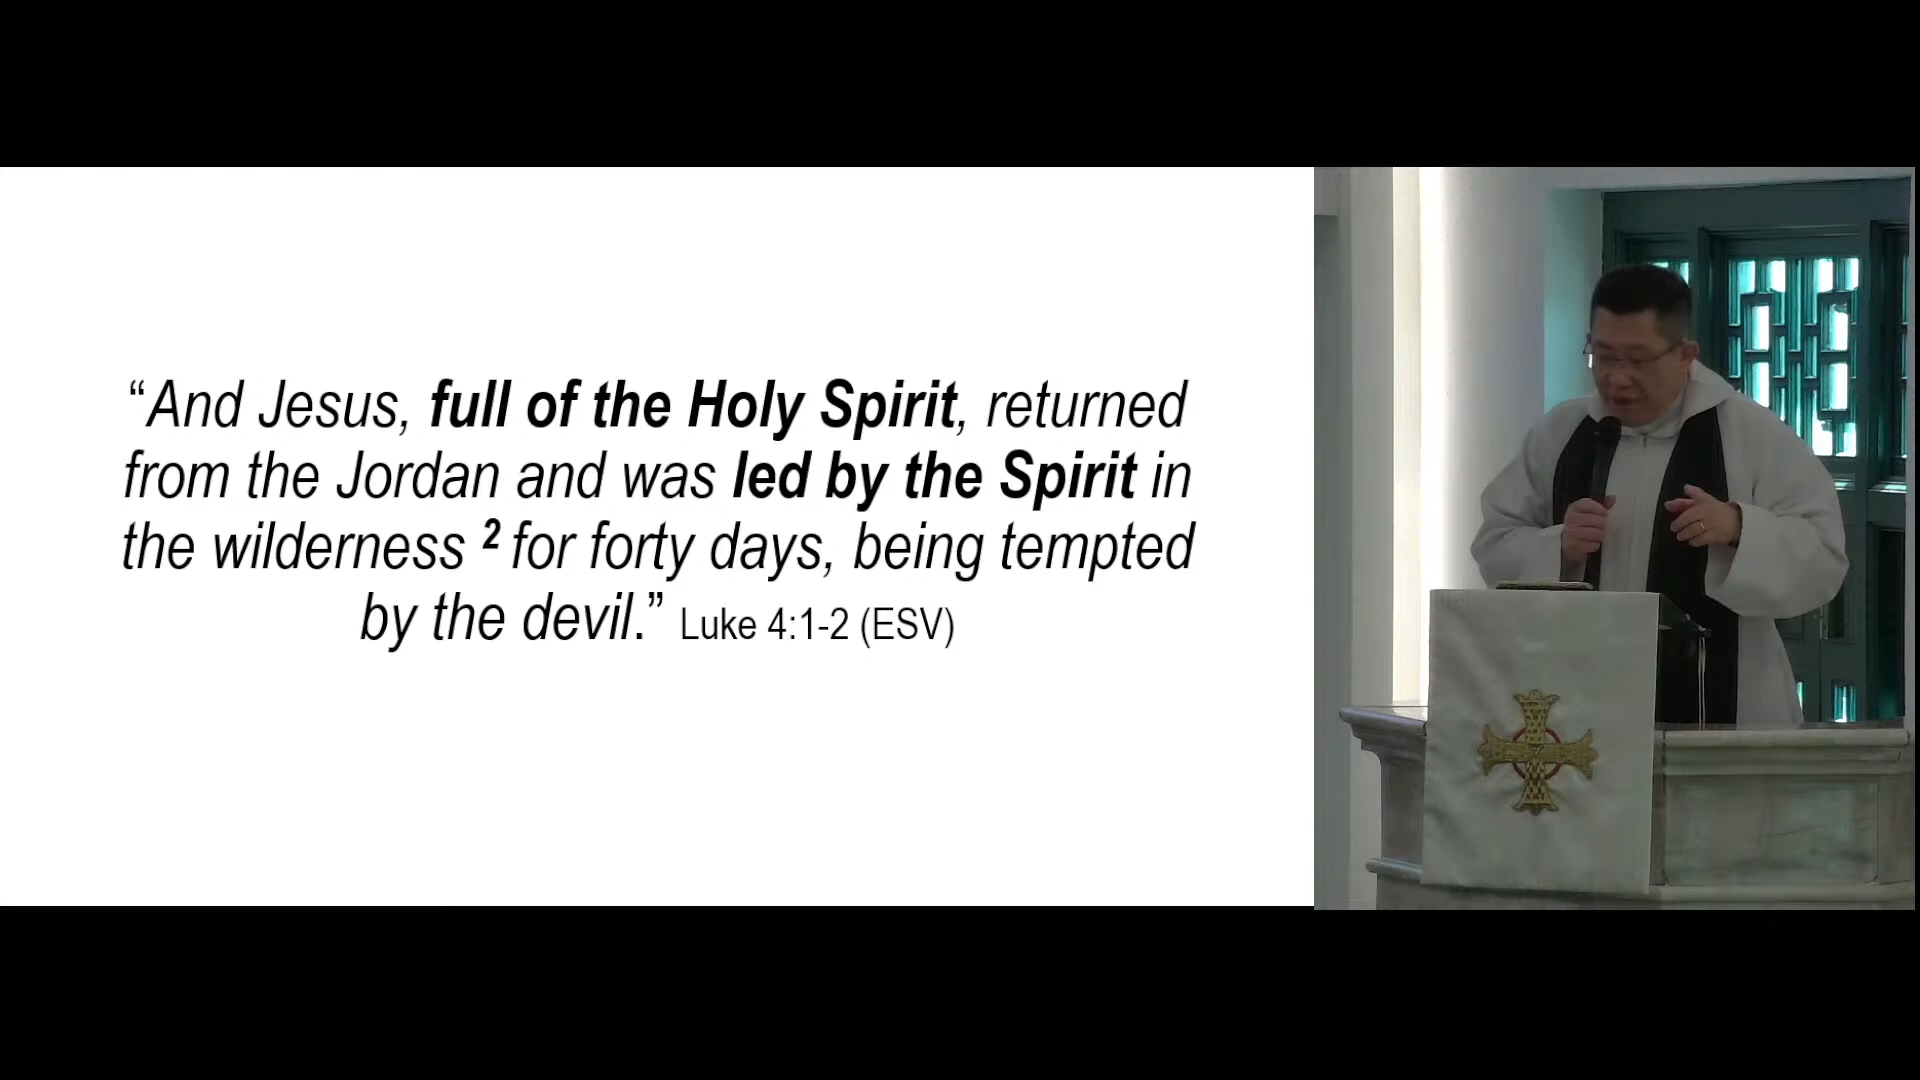 “And Jesus, full of the Holy Spirit, returned
from the Jordan and was led by the Spirit in
the wilderness ² for forty days, being tempted
by the devil.” Luke 4:1-2 (ESV)